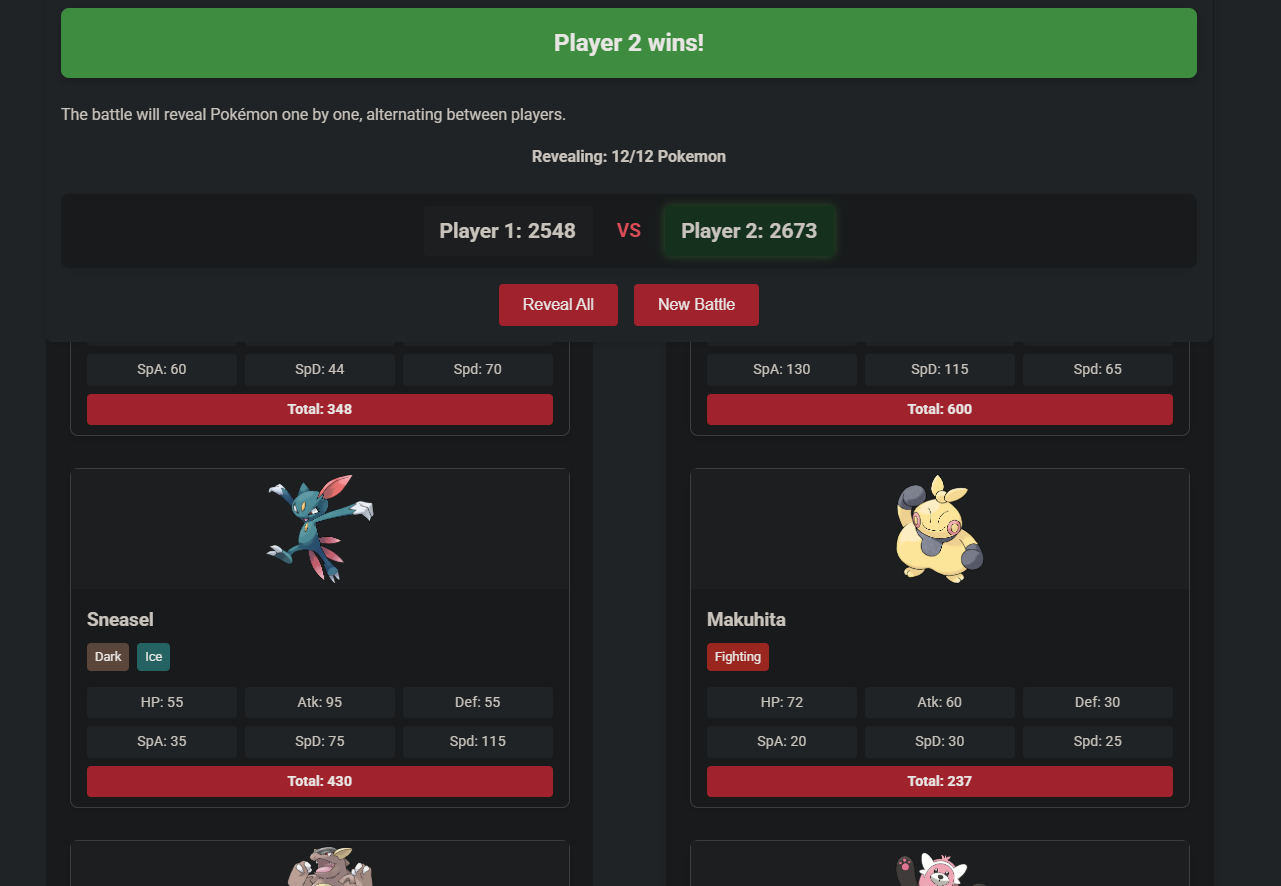 Player 2 wins!
The battle will reveal Pokémon one by one, alternating between players.
Revealing: 12/12 Pokemon
Player 1: 2548 VS Player 2: 2673
Reveal All New Battle
SpA: 60 SpD: 44 Spd: 70
Total: 348
SpA: 130 SpD: 115 Spd: 65
Total: 600
Sneasel
Dark Ice
HP: 55 Atk: 95 Def: 55
SpA: 35 SpD: 75 Spd: 115
Total: 430
Makuhita
Fighting
HP: 72 Atk: 60 Def: 30
SpA: 20 SpD: 30 Spd: 25
Total: 237